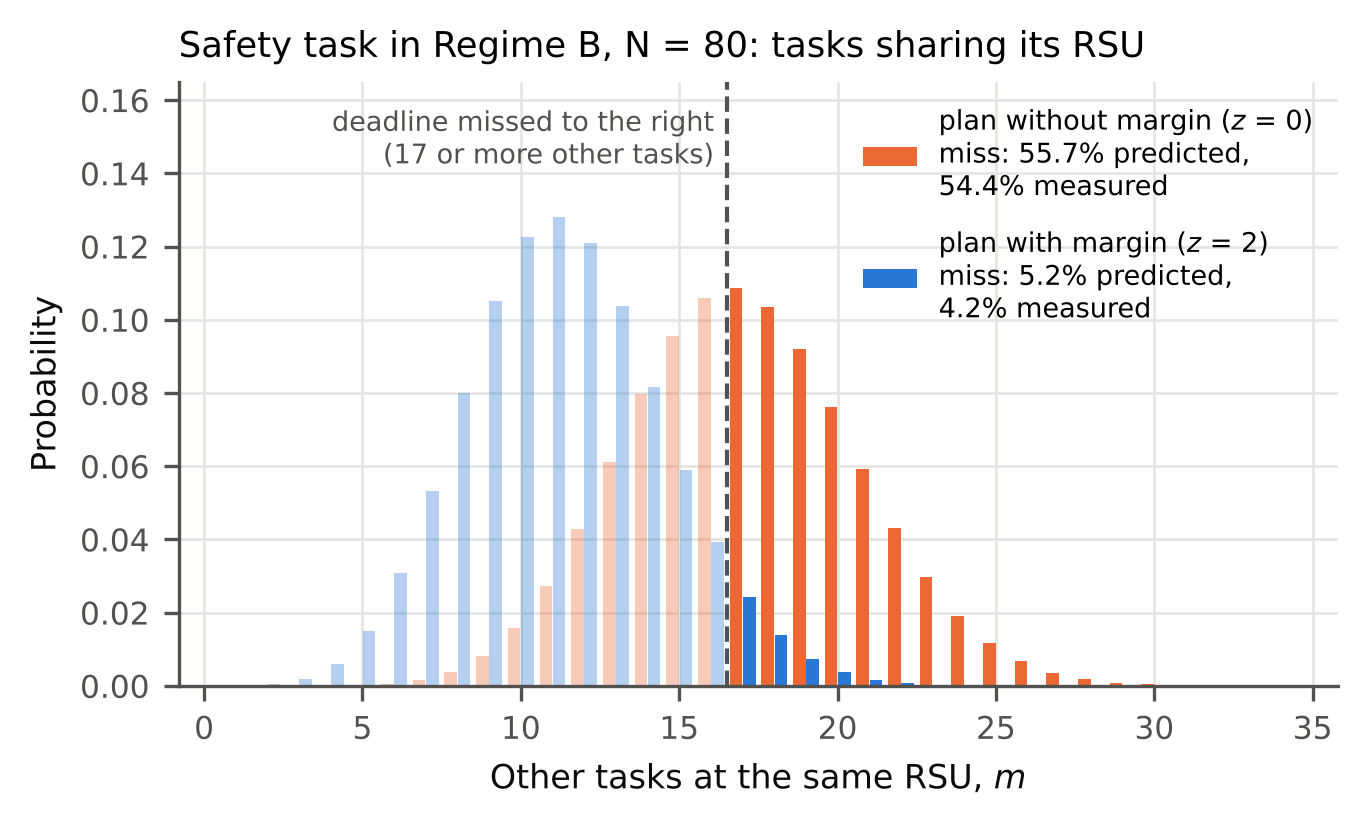 Safety task in Regime B, N = 80: tasks sharing its RSU
0.16
0.14
0.12
0.10
0.08
0.06
0.04
0.02
0.00
Probability
deadline missed to the right
(17 or more other tasks)
plan without margin (z = 0)
miss: 55.7% predicted,
54.4% measured
plan with margin (z = 2)
miss: 5.2% predicted,
4.2% measured
0 5 10 15 20 25 30 35
Other tasks at the same RSU, m